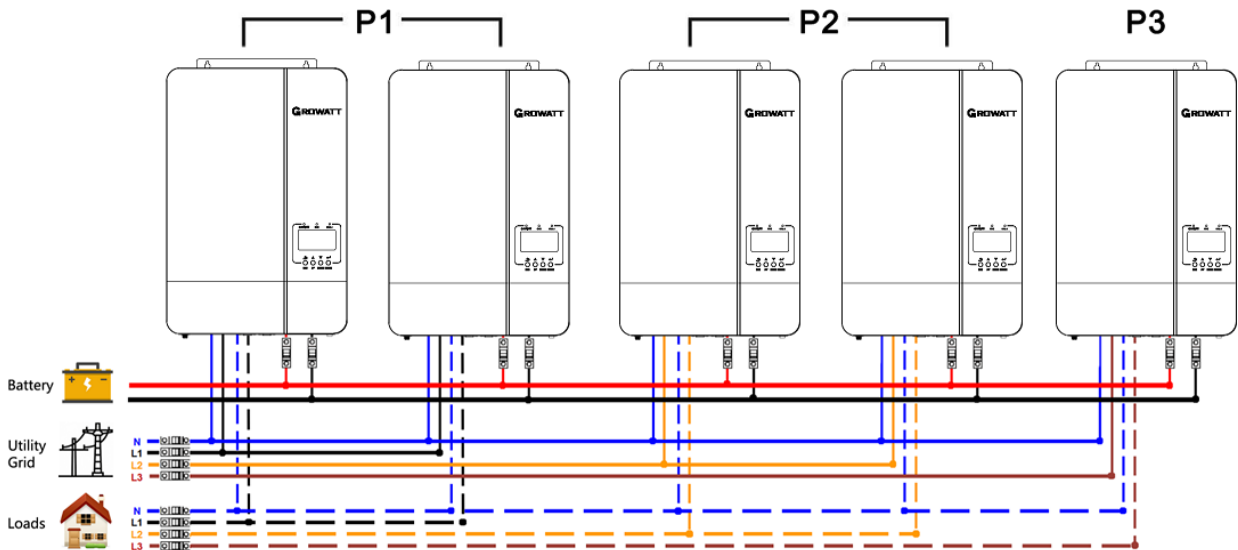 P1 P2 P3
GROWATT GROWATT GROWATT GROWATT GROWATT
Battery
+ -
Utility
Grid
N
L1
L2
L3
Loads
N
L1
L2
L3